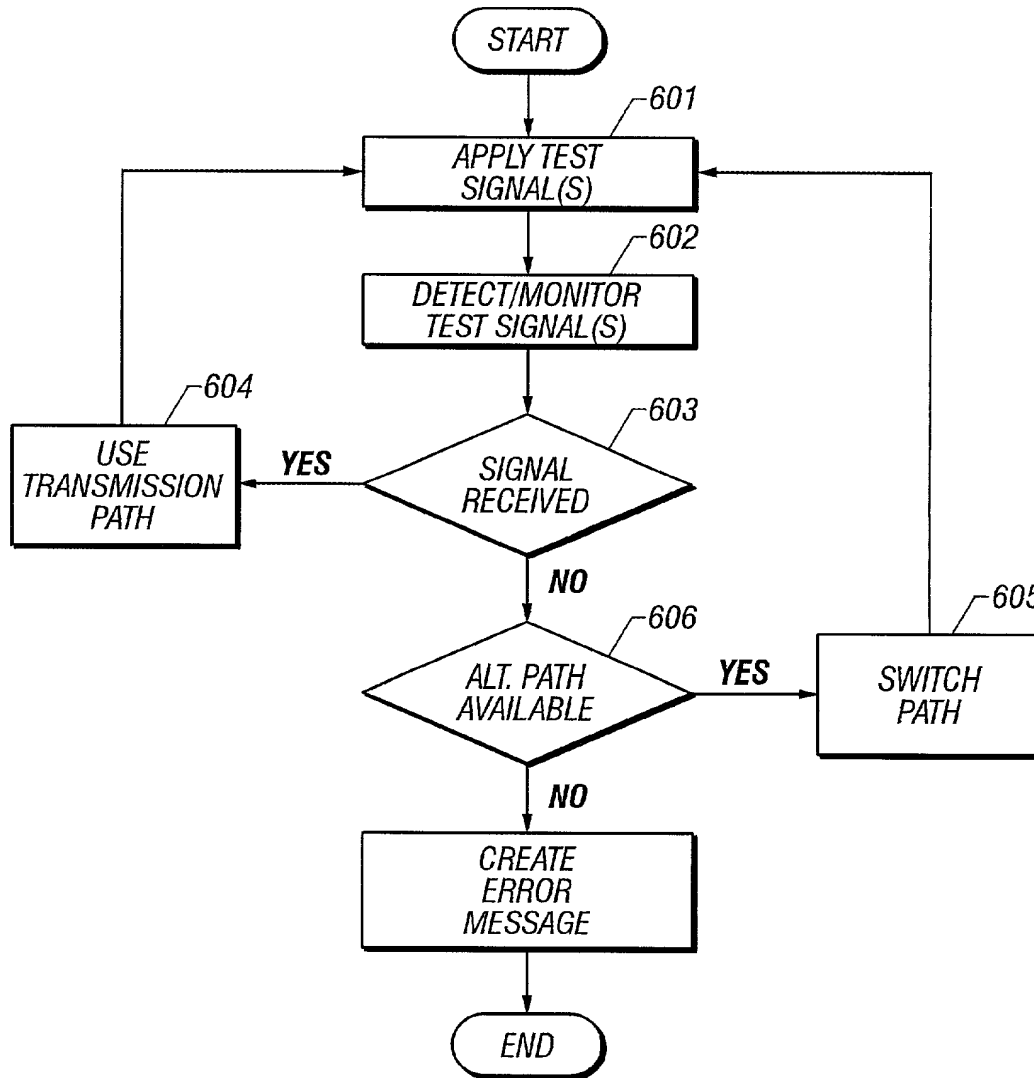 START
601
APPLY TEST
SIGNAL(S)
602
DETECT/MONITOR
TEST SIGNAL(S)
604
USE
TRANSMISSION
PATH
YES
603
SIGNAL
RECEIVED
NO
606
ALT. PATH
AVAILABLE
YES
605
SWITCH
PATH
NO
CREATE
ERROR
MESSAGE
END